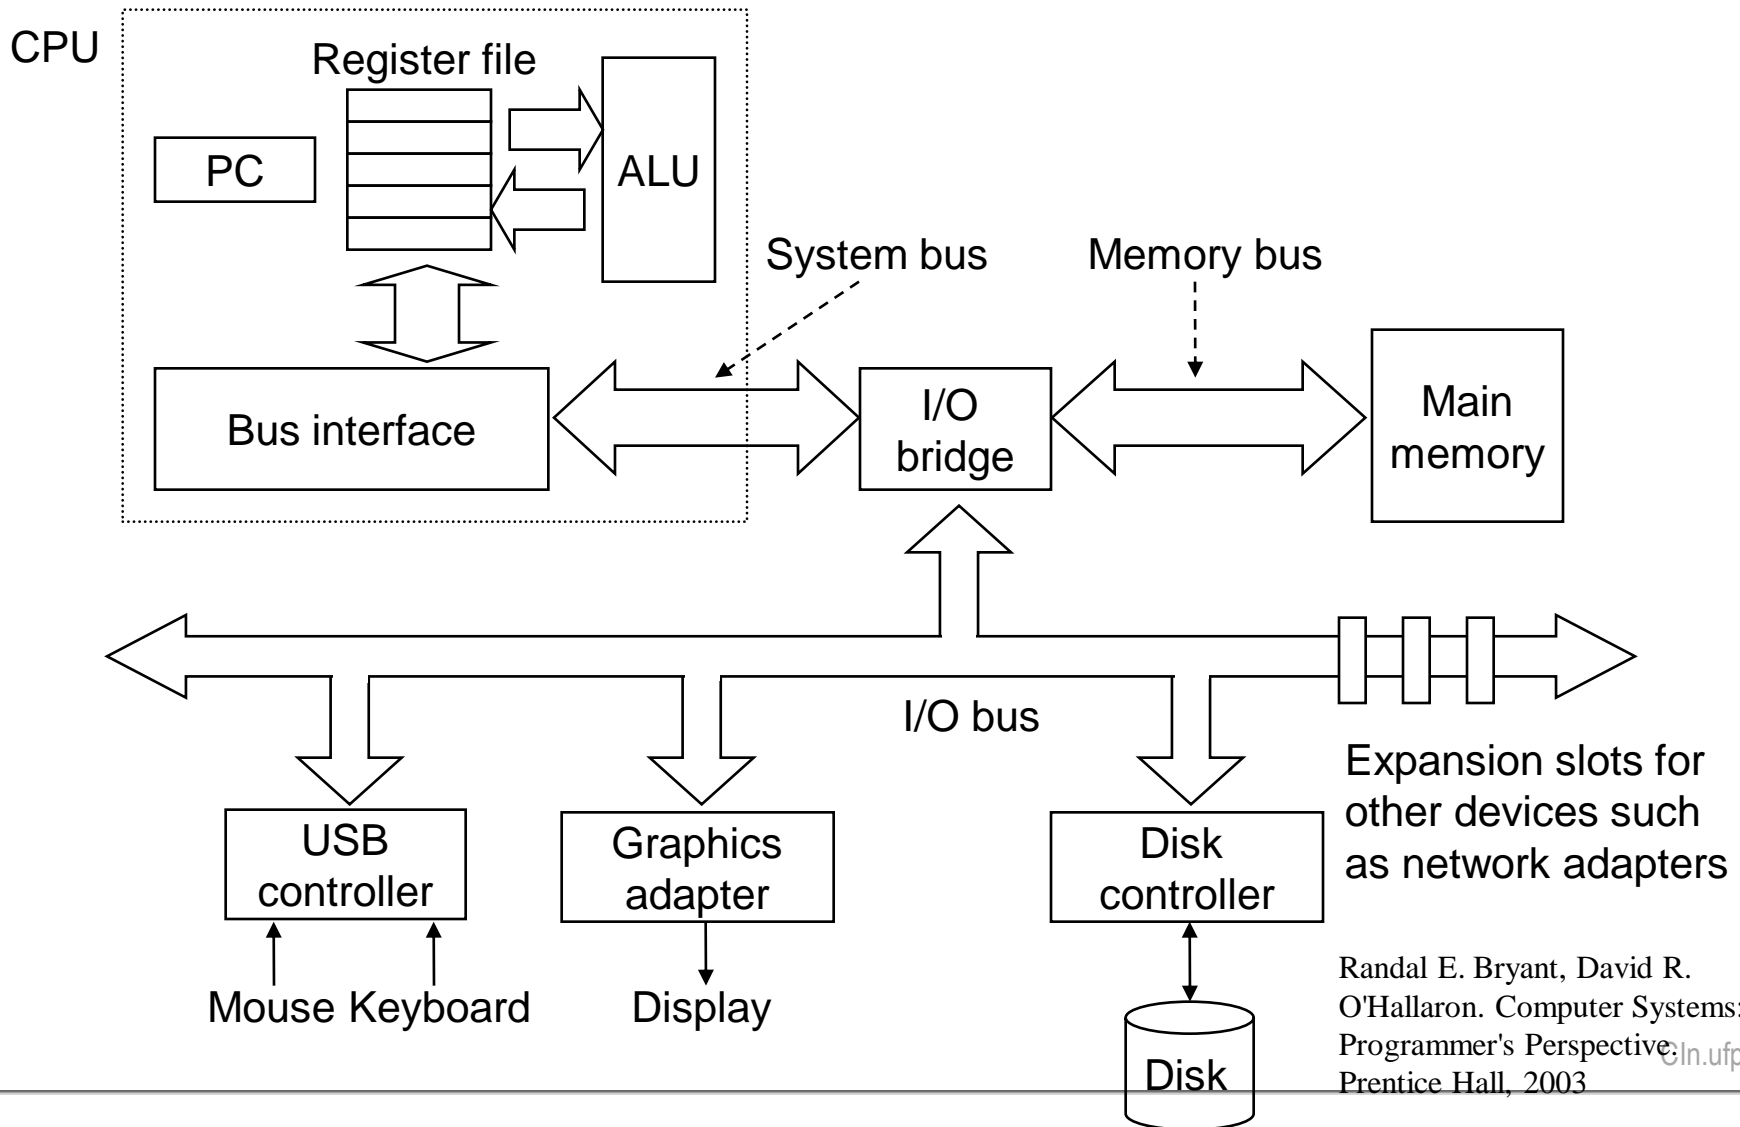 CPU
Register file
PC
ALU
System bus
Memory bus
Bus interface
I/O
bridge
Main
memory
I/O bus
Expansion slots for
other devices such
as network adapters
USB
controller
Graphics
adapter
Disk
controller
Mouse
Keyboard
Display
Disk
Randal E. Bryant, David R.
O'Hallaron. Computer Systems:
Programmer's Perspective.
Prentice Hall, 2003
CIn.ufp